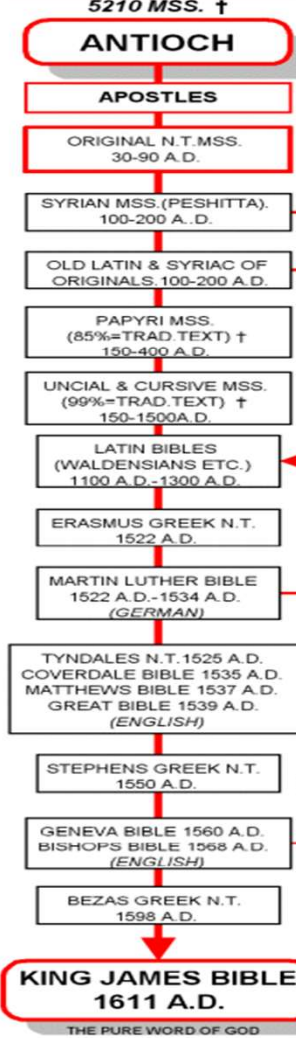 5210 MSS. †
ANTIOCH
APOSTLES
ORIGINAL N.T.MSS.
30-90 A.D.
SYRIAN MSS.(PESHITTA).
100-200 A..D.
OLD LATIN & SYRIAC OF
ORIGINALS.100-200 A.D.
PAPYRI MSS.
(85%=TRAD.TEXT) †
150-400 A.D.
UNCIAL & CURSIVE MSS.
(99%=TRAD.TEXT) †
150-1500A.D.
LATIN BIBLES
(WALDENSIANS ETC.)
1100 A.D.-1300 A.D.
ERASMUS GREEK N.T.
1522 A.D.
MARTIN LUTHER BIBLE
1522 A.D.-1534 A.D.
(GERMAN)
TYNDALES N.T.1525 A.D.
COVERDALE BIBLE 1535 A.D.
MATTHEWS BIBLE 1537 A.D.
GREAT BIBLE 1539 A.D.
(ENGLISH)
STEPHENS GREEK N.T.
1550 A.D.
GENEVA BIBLE 1560 A.D.
BISHOPS BIBLE 1568 A.D.
(ENGLISH)
BEZAS GREEK N.T.
1598 A.D.
KING JAMES BIBLE
1611 A.D.
THE PURE WORD OF GOD